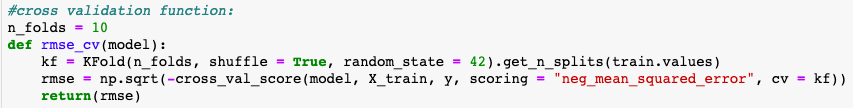 #cross validation function:
n_folds = 10
def rmse_cv(model):
    kf = KFold(n_folds, shuffle = True, random_state = 42).get_n_splits(train.values)
    rmse = np.sqrt(-cross_val_score(model, X_train, y, scoring = "neg_mean_squared_error", cv = kf))
    return(rmse)